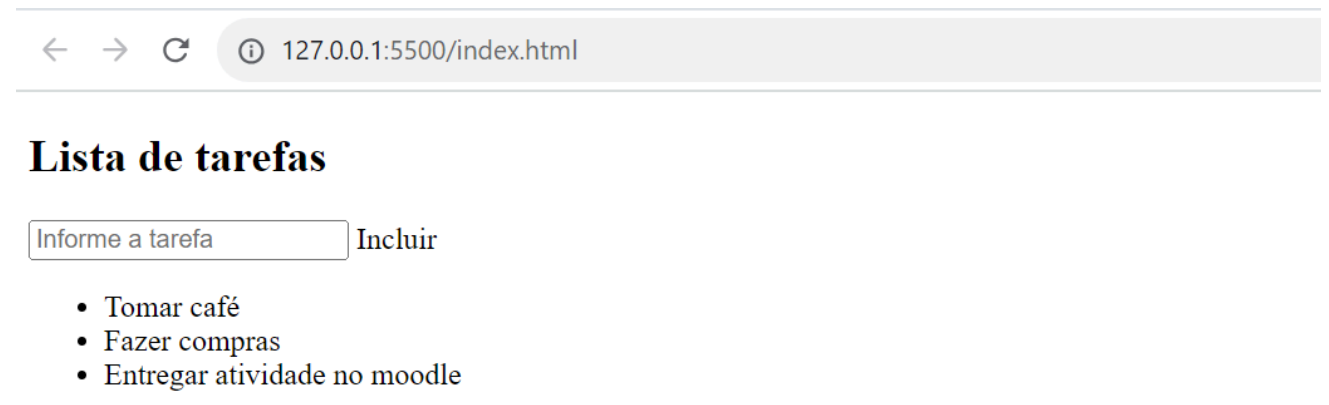 127.0.0.1:5500/index.html
Lista de tarefas
Informe a tarefa Incluir
Tomar café
Fazer compras
Entregar atividade no moodle